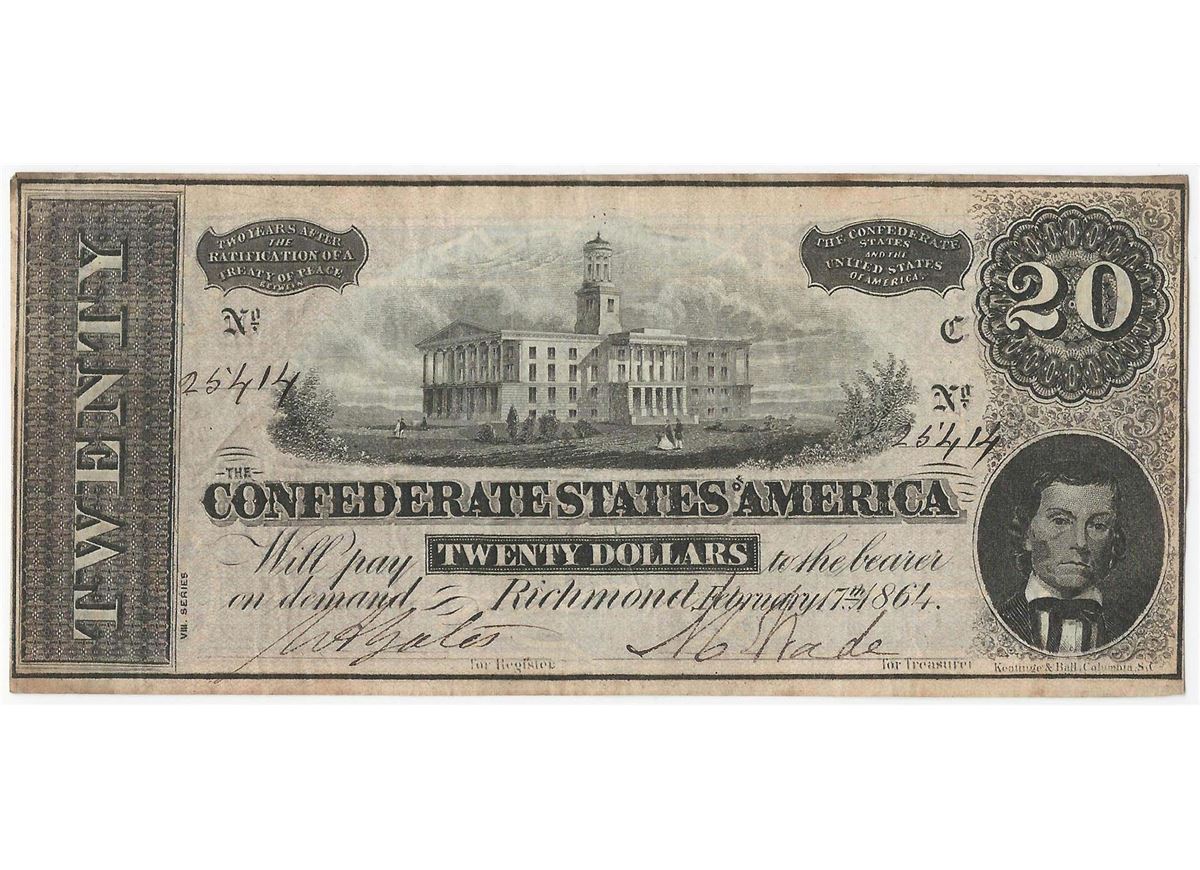 TWENTY
TWO YEARS AFTER
THE
RATIFICATION OF A
TREATY OF PEACE
BETWEEN
THE CONFEDERATE
STATES
AND THE
UNITED STATES
OF AMERICA.
20
No.
25414
C
No.
25414
THE
CONFEDERATE STATES OF AMERICA
Will pay TWENTY DOLLARS to the bearer
on demand Richmond February 17th 1864.
VIII. SERIES
for Register
for Treasurer
Keatinge & Ball, Columbia, S.C.